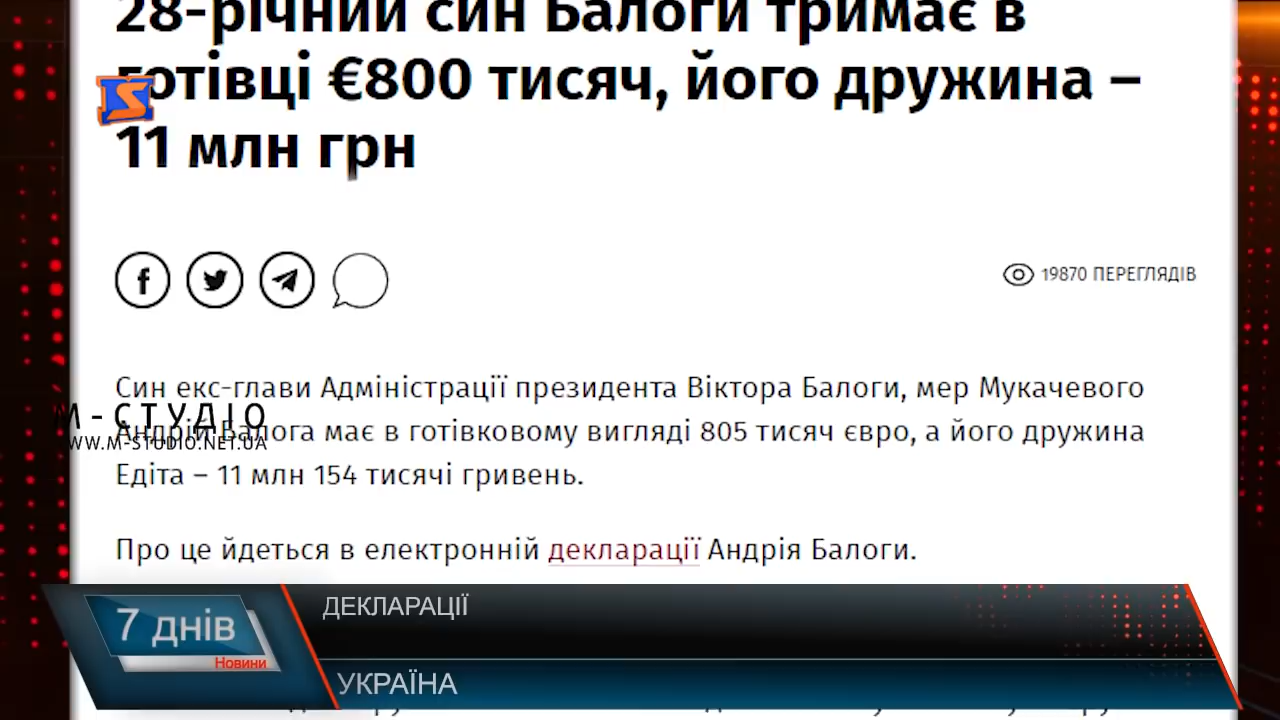 28-річний син Балоги тримає в
готівці €800 тисяч, його дружина –
11 млн грн
19870 ПЕРЕГЛЯДІВ
Син екс-глави Адміністрації президента Віктора Балоги, мер Мукачевого
М-СТУДІО
Андрій Балога має в готівковому вигляді 805 тисяч євро, а його дружина
WWW.M-STUDIO.NET.UA
Едіта – 11 млн 154 тисячі гривень.
Про це йдеться в електронній декларації Андрія Балоги.
ДЕКЛАРАЦІЇ
7 днів
Новини
УКРАЇНА